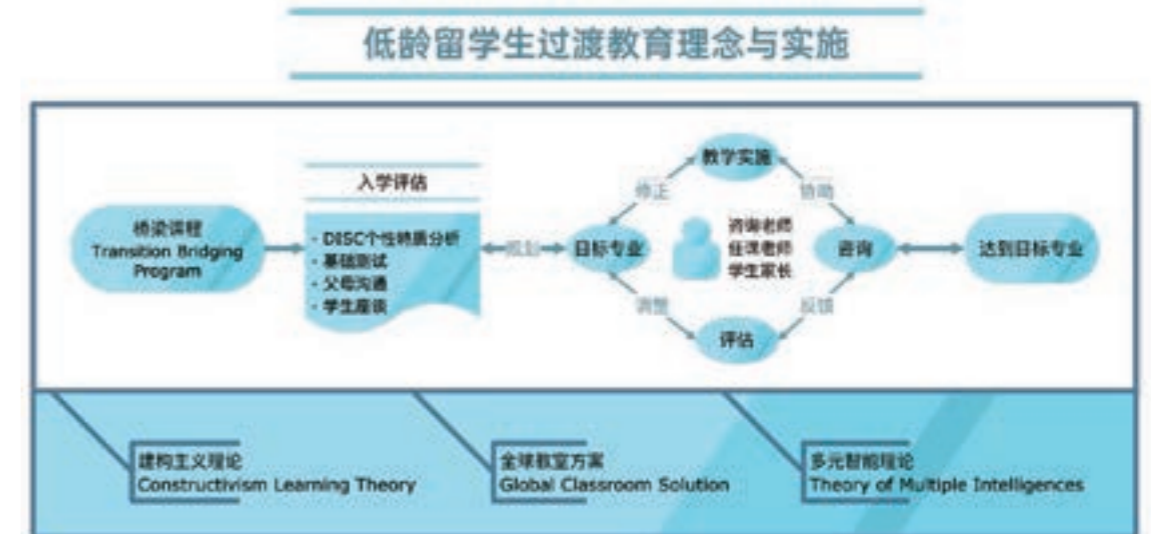 低龄留学生过渡教育理念与实施
桥梁课程
Transition Bridging
Program
入学评估
· DISC个性特质分析
· 基础测试
· 父母沟通
· 学生座谈
规划
目标专业
修正
教学实施
协助
咨询老师
任课老师
学生家长
咨询
调整
评估
反馈
达到目标专业
建构主义理论
Constructivism Learning Theory
全球教室方案
Global Classroom Solution
多元智能理论
Theory of Multiple Intelligences